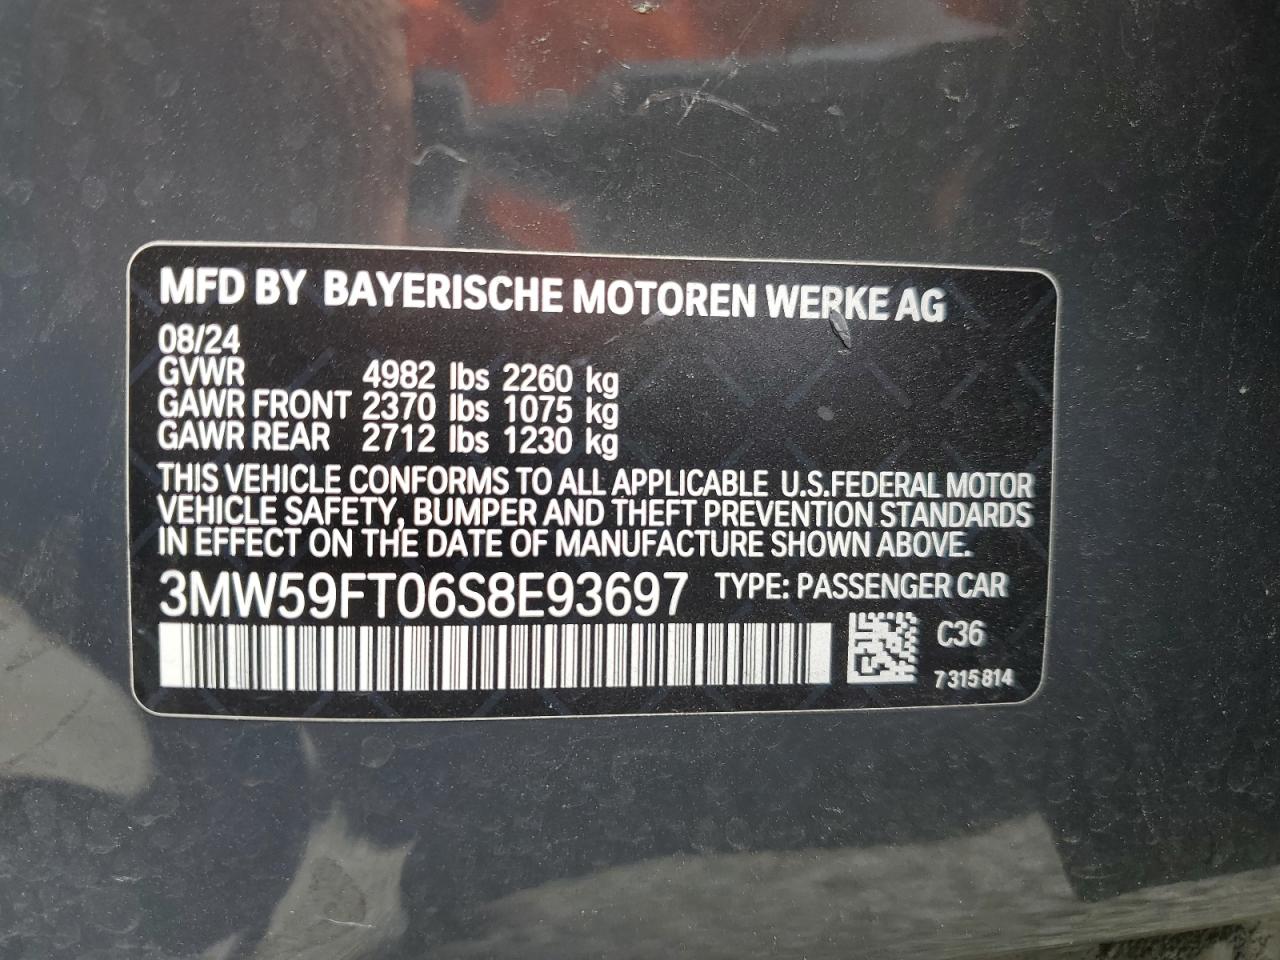 MFD BY BAYERISCHE MOTOREN WERKE AG
08/24
GVWR 4982 lbs 2260 kg
GAWR FRONT 2370 lbs 1075 kg
GAWR REAR 2712 lbs 1230 kg
THIS VEHICLE CONFORMS TO ALL APPLICABLE U.S.FEDERAL MOTOR
VEHICLE SAFETY, BUMPER AND THEFT PREVENTION STANDARDS
IN EFFECT ON THE DATE OF MANUFACTURE SHOWN ABOVE.
3MW59FT06S8E93697 TYPE: PASSENGER CAR
C36
7 315 814